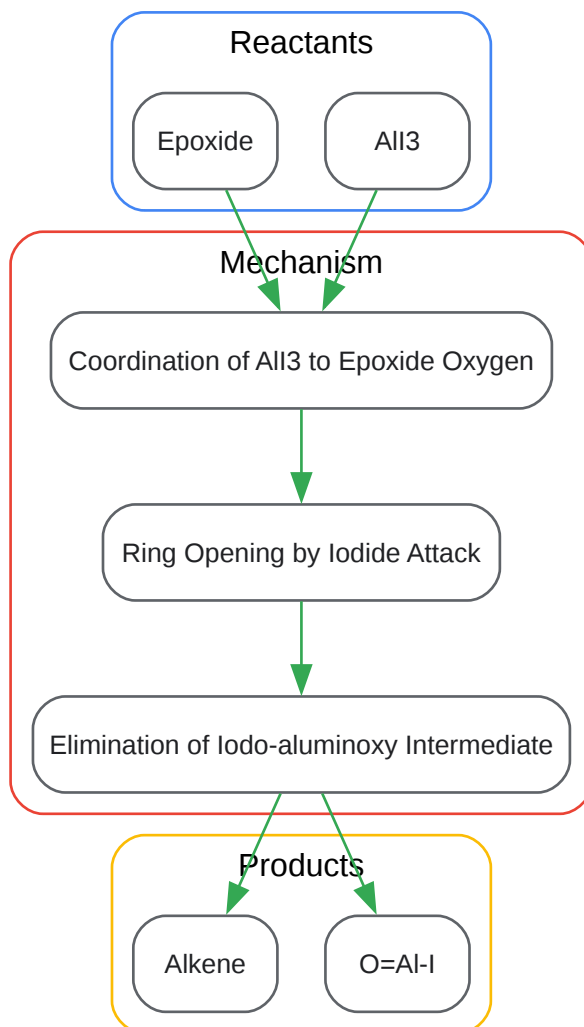 Reactants
Epoxide
AlI3
Mechanism
Coordination of AlI3 to Epoxide Oxygen
Ring Opening by Iodide Attack
Elimination of Iodo-aluminoxy Intermediate
Products
Alkene
O=Al-I